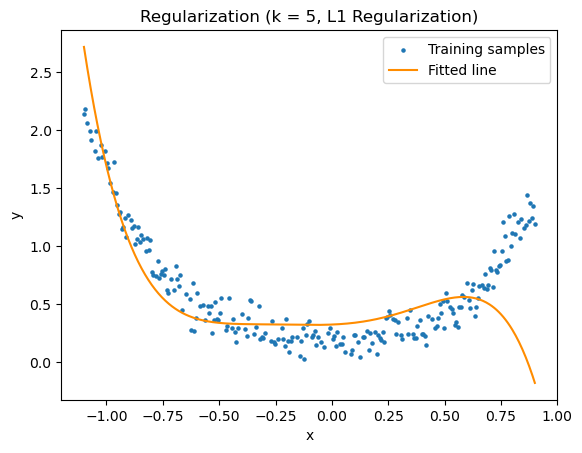 Regularization (k = 5, L1 Regularization)
Training samples
Fitted line
y
2.5
2.0
1.5
1.0
0.5
0.0
−1.00 −0.75 −0.50 −0.25 0.00 0.25 0.50 0.75 1.00
x